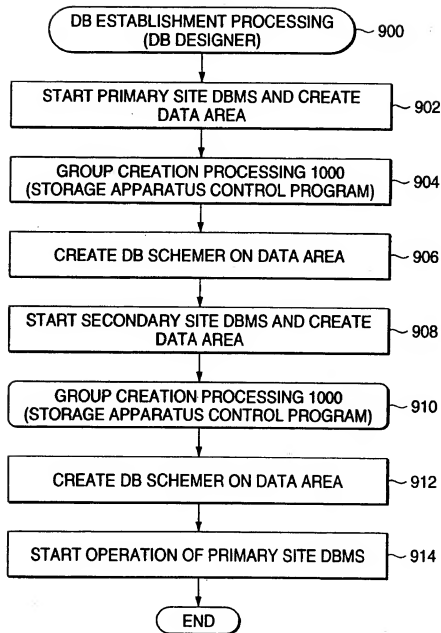 DB ESTABLISHMENT PROCESSING
(DB DESIGNER)
900
START PRIMARY SITE DBMS AND CREATE
DATA AREA
902
GROUP CREATION PROCESSING 1000
(STORAGE APPARATUS CONTROL PROGRAM)
904
CREATE DB SCHEMER ON DATA AREA
906
START SECONDARY SITE DBMS AND CREATE
DATA AREA
908
GROUP CREATION PROCESSING 1000
(STORAGE APPARATUS CONTROL PROGRAM)
910
CREATE DB SCHEMER ON DATA AREA
912
START OPERATION OF PRIMARY SITE DBMS
914
END